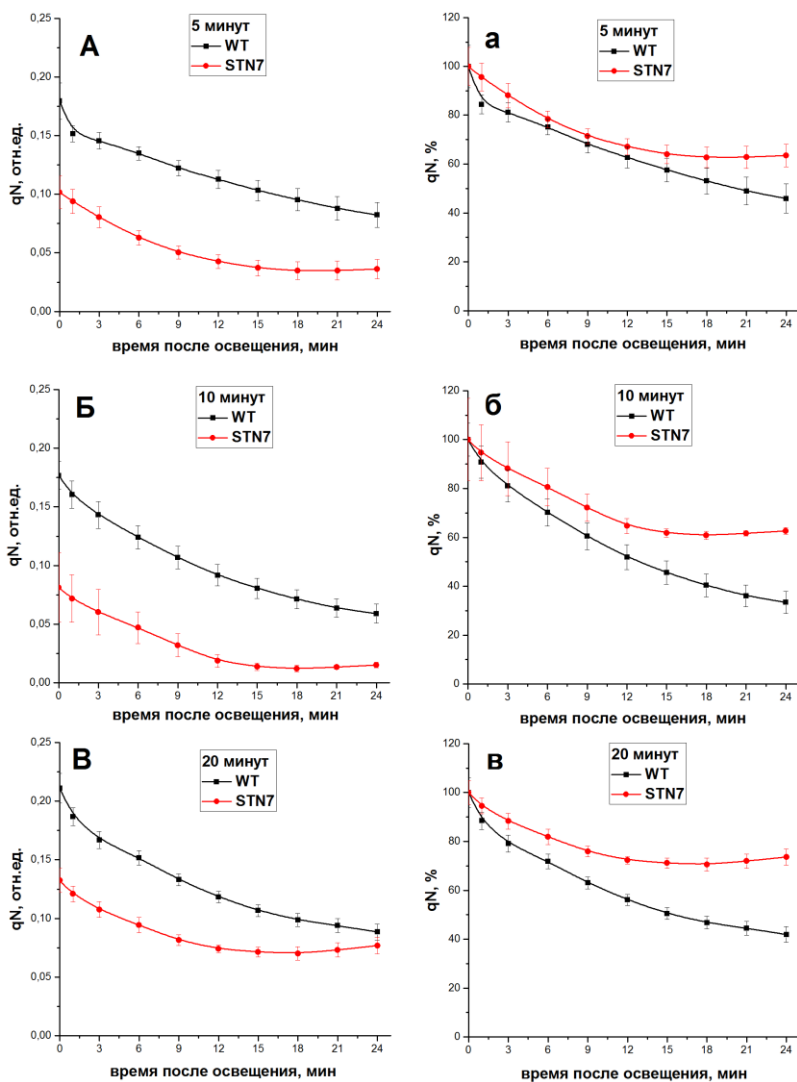 А
5 минут
WT
STN7
qN, отн.ед.
0,25
0,20
0,15
0,10
0,05
0,00
0 3 6 9 12 15 18 21 24
время после освещения, мин
а
5 минут
WT
STN7
qN, %
120
100
80
60
40
20
0
0 3 6 9 12 15 18 21 24
время после освещения, мин
Б
10 минут
WT
STN7
qN, отн.ед.
0,25
0,20
0,15
0,10
0,05
0,00
0 3 6 9 12 15 18 21 24
время после освещения, мин
б
10 минут
WT
STN7
qN, %
120
100
80
60
40
20
0
0 3 6 9 12 15 18 21 24
время после освещения, мин
В
20 минут
WT
STN7
qN, отн.ед.
0,25
0,20
0,15
0,10
0,05
0,00
0 3 6 9 12 15 18 21 24
время после освещения, мин
в
20 минут
WT
STN7
qN, %
120
100
80
60
40
20
0
0 3 6 9 12 15 18 21 24
время после освещения, мин